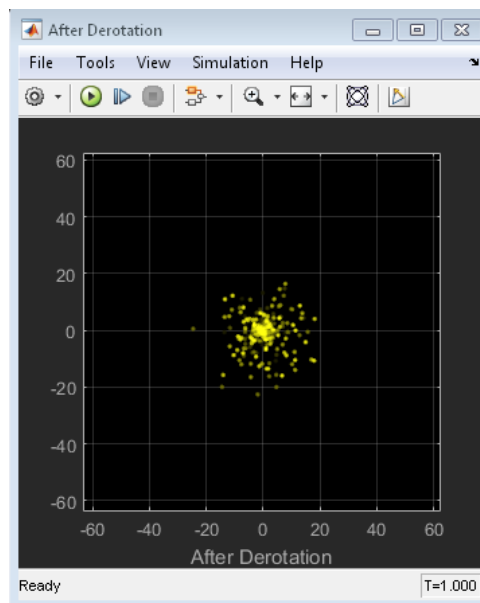 After Derotation
File Tools View Simulation Help
60
40
20
0
-20
-40
-60
-60 -40 -20 0 20 40 60
After Derotation
Ready T=1.000